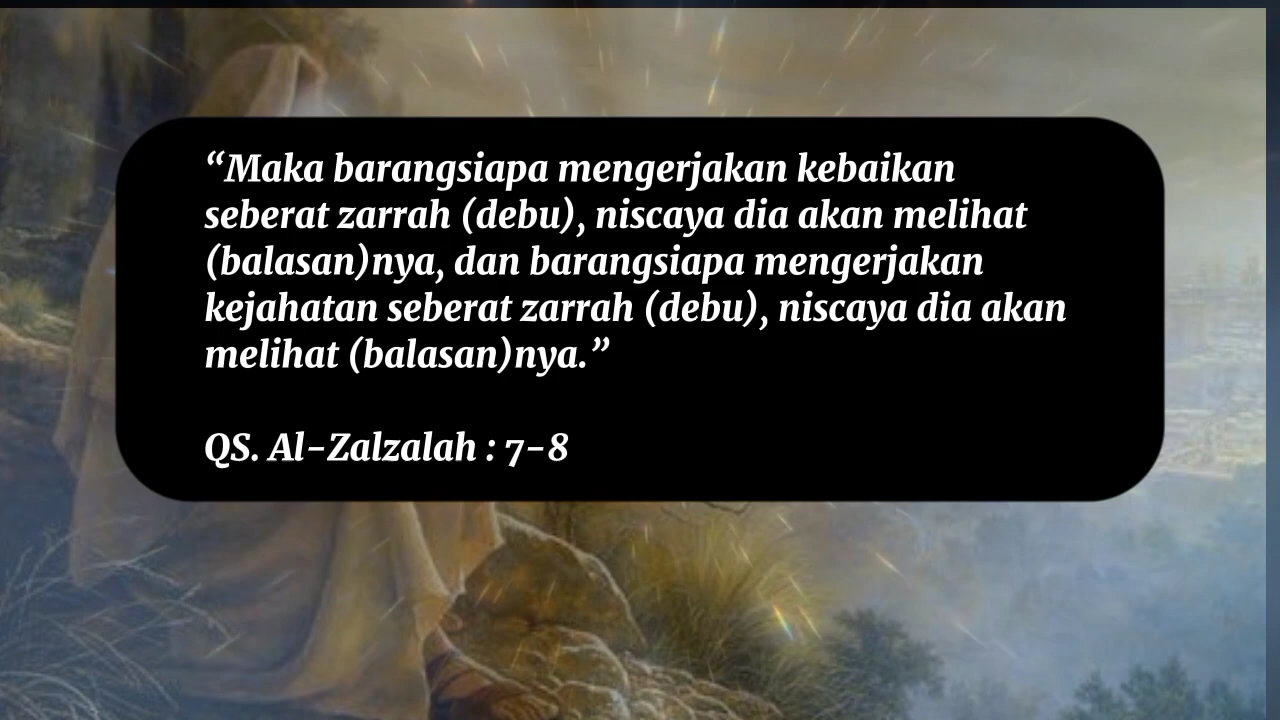 “Maka barangsiapa mengerjakan kebaikan
seberat zarrah (debu), niscaya dia akan melihat
(balasan)nya, dan barangsiapa mengerjakan
kejahatan seberat zarrah (debu), niscaya dia akan
melihat (balasan)nya.”
QS. Al-Zalzalah : 7-8